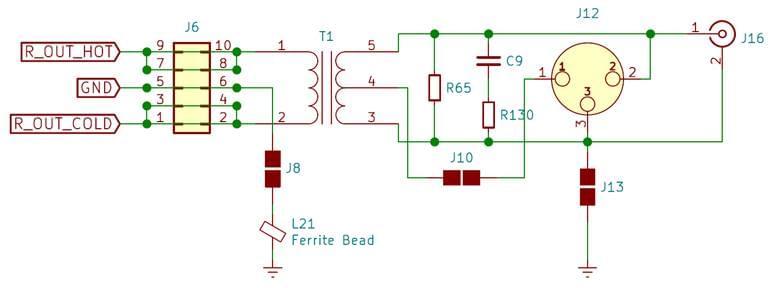 J12
J6
T1
R_OUT_HOT
9
10
1
5
1
J16
7
8
C9
2
GND
5
6
4
1
1
2
2
R65
3
3
4
R130
R_OUT_COLD
1
2
2
3
3
J10
J8
J13
L21
Ferrite Bead